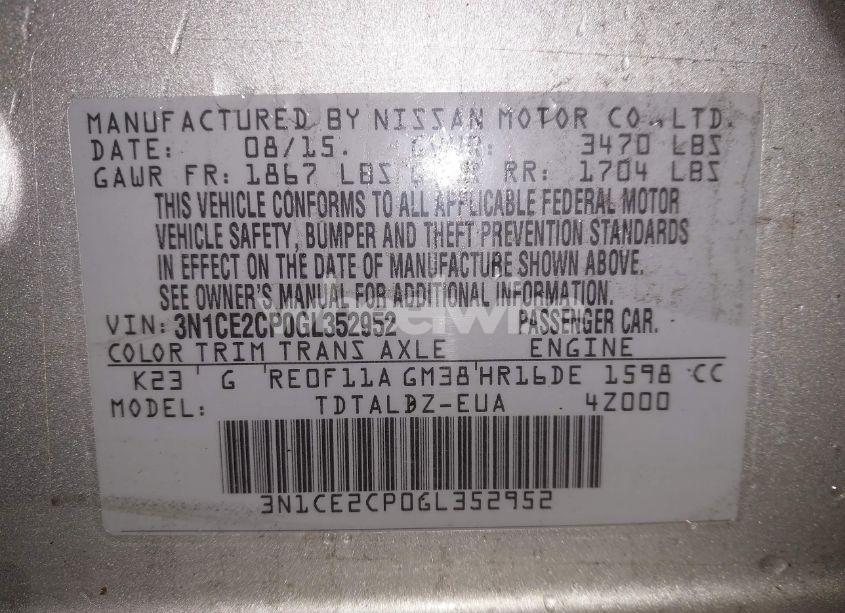 MANUFACTURED BY NISSAN MOTOR CO., LTD.
DATE: 08/15. GVWR: 3470 LBS
GAWR FR: 1867 LBS RR: 1704 LBS
THIS VEHICLE CONFORMS TO ALL APPLICABLE FEDERAL MOTOR
VEHICLE SAFETY, BUMPER AND THEFT PREVENTION STANDARDS
IN EFFECT ON THE DATE OF MANUFACTURE SHOWN ABOVE.
SEE OWNER'S MANUAL FOR ADDITIONAL INFORMATION.
VIN: 3N1CE2CP0GL352952 PASSENGER CAR.
COLOR TRIM TRANS AXLE ENGINE
K23 G RE0F11A GM38 HR16DE 1598 CC
MODEL: TDTALDZ-EUA 4Z000
3N1CE2CP0GL352952